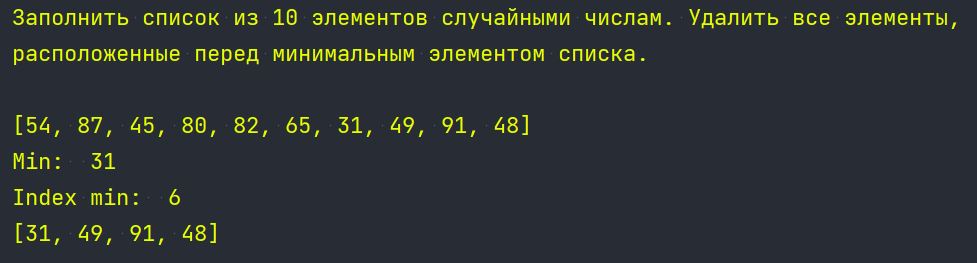 Заполнить список из 10 элементов случайными числам. Удалить все элементы,
расположенные перед минимальным элементом списка.
[54, 87, 45, 80, 82, 65, 31, 49, 91, 48]
Min:  31
Index min:  6
[31, 49, 91, 48]